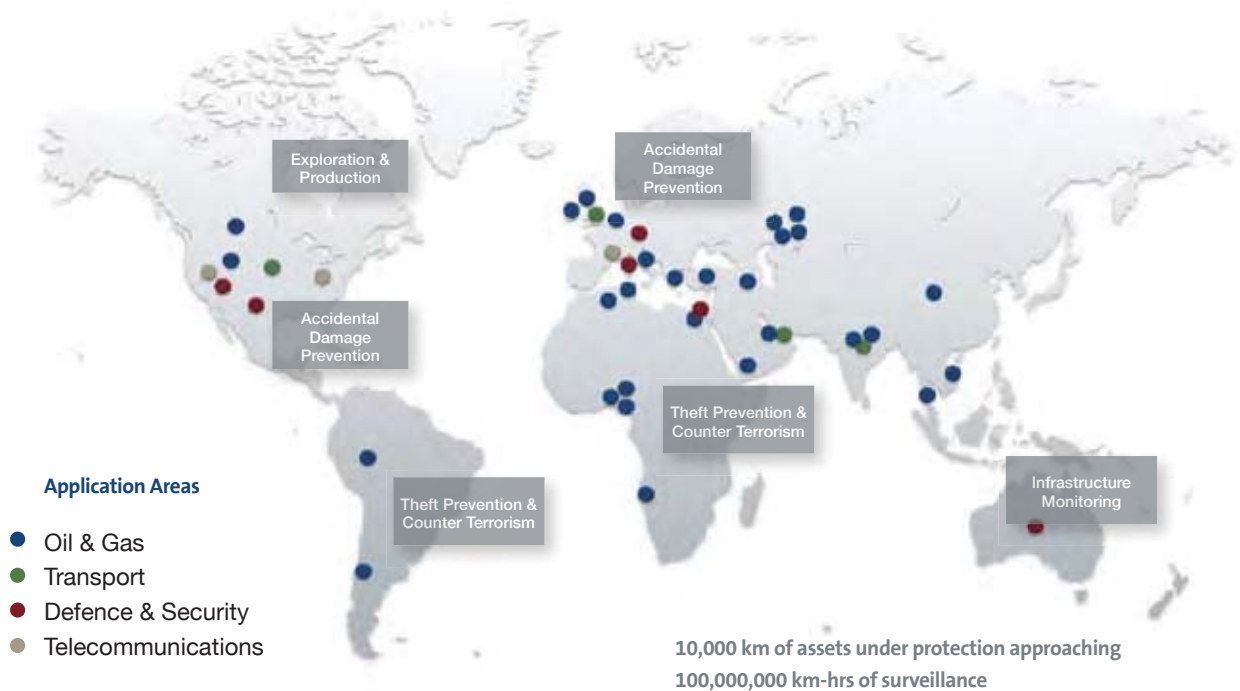 Exploration &
Production
Accidental
Damage
Prevention
Accidental
Damage
Prevention
Theft Prevention &
Counter Terrorism
Theft Prevention &
Counter Terrorism
Infrastructure
Monitoring
Application Areas
Oil & Gas
Transport
Defence & Security
Telecommunications
10,000 km of assets under protection approaching
100,000,000 km-hrs of surveillance